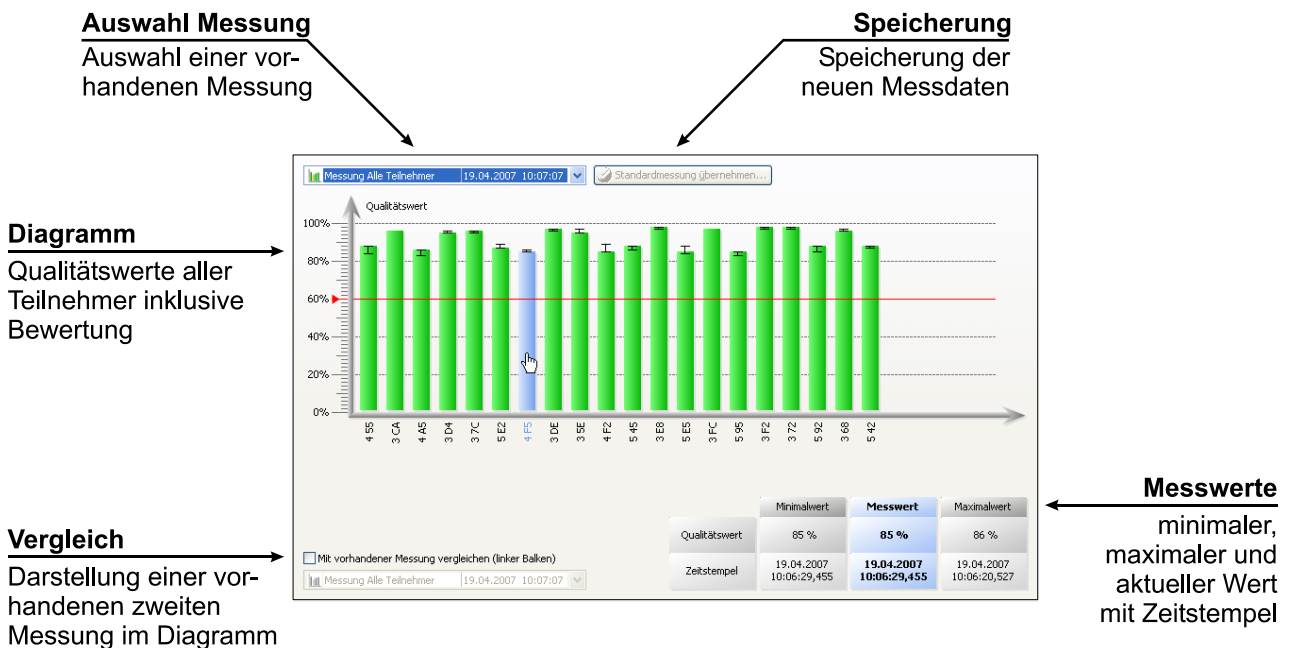 Auswahl Messung
Auswahl einer vor-
handenen Messung
Speicherung
Speicherung der
neuen Messdaten
Messung Alle Teilnehmer 19.04.2007 10:07:07
Standardmessung übernehmen...
Diagramm
Qualitätswerte aller
Teilnehmer inklusive
Bewertung
Qualitätswert
100%
80%
60%
40%
20%
0%
4 55
3 CA
4 A5
3 D4
3 7C
5 E2
4 F5
3 DE
3 5E
4 F2
5 45
3 E8
5 E5
3 FC
5 95
3 F2
3 72
5 92
3 68
5 42
Vergleich
Darstellung einer vor-
handenen zweiten
Messung im Diagramm
Mit vorhandener Messung vergleichen (linker Balken)
Messung Alle Teilnehmer 19.04.2007 10:07:07
Minimalwert Messwert Maximalwert
Qualitätswert 85 % 85 % 86 %
Zeitstempel 19.04.2007 19.04.2007 19.04.2007
10:06:29,455 10:06:29,455 10:06:20,527
Messwerte
minimaler,
maximaler und
aktueller Wert
mit Zeitstempel